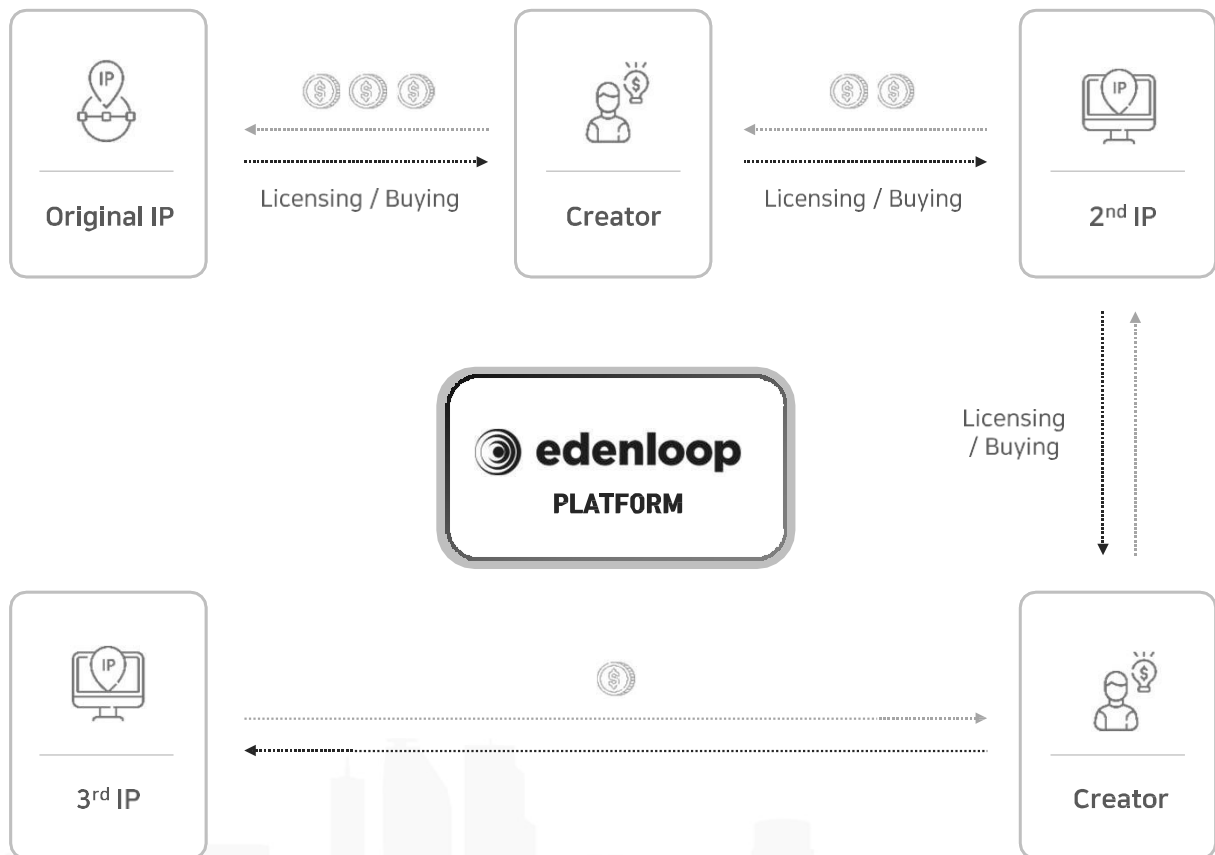 IP
IP
Original IP
Licensing / Buying
Creator
Licensing / Buying
2nd IP
edenloop
PLATFORM
Licensing
/ Buying
IP
3rd IP
Creator